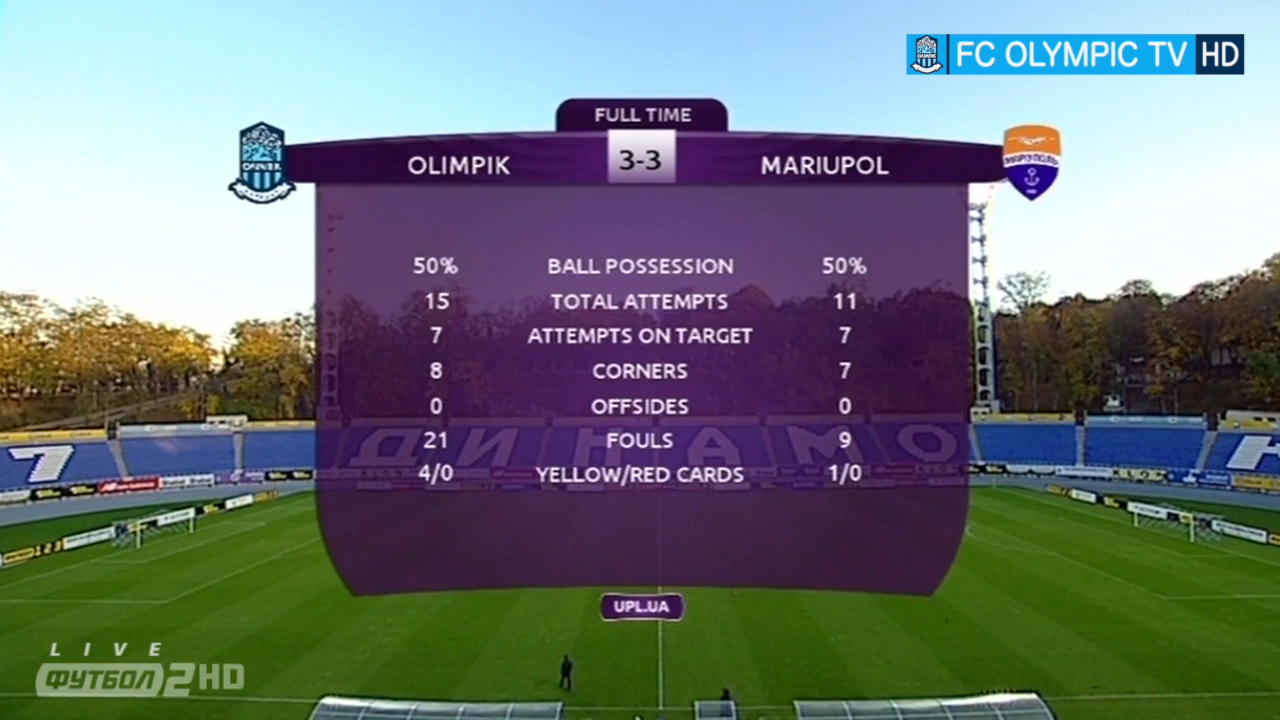 FC OLYMPIC TV HD
FULL TIME
OLIMPIK 3-3 MARIUPOL
50% BALL POSSESSION 50%
15 TOTAL ATTEMPTS 11
7 ATTEMPTS ON TARGET 7
8 CORNERS 7
0 OFFSIDES 0
21 FOULS 9
4/0 YELLOW/RED CARDS 1/0
ДИНАМО
7
UPL.UA
LIVE
ФУТБОЛ 2 HD